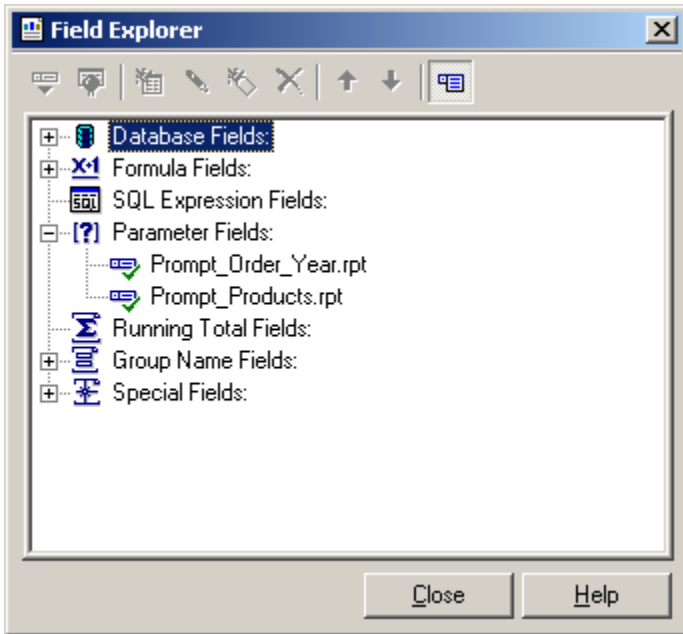 Field Explorer
Database Fields:
Formula Fields:
SQL Expression Fields:
Parameter Fields:
Prompt_Order_Year.rpt
Prompt_Products.rpt
Running Total Fields:
Group Name Fields:
Special Fields:
Close Help